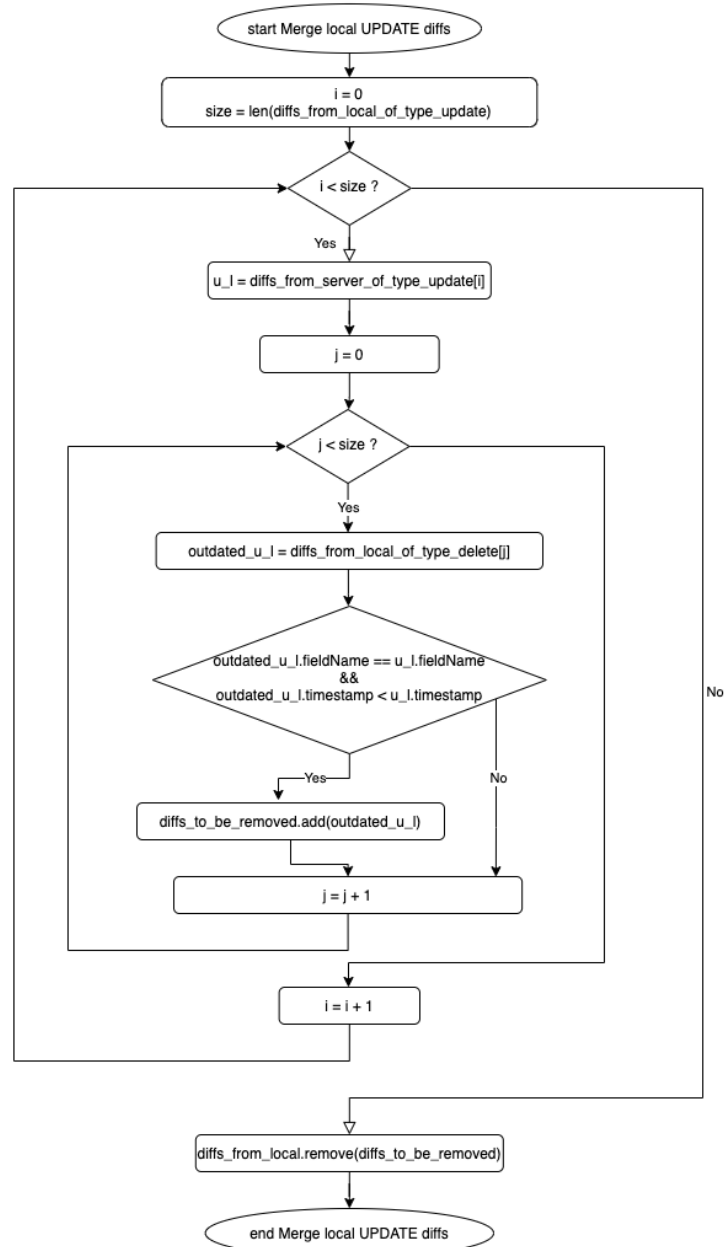 start Merge local UPDATE diffs
i = 0
size = len(diffs_from_local_of_type_update)
i < size ?
Yes
u_l = diffs_from_server_of_type_update[i]
j = 0
j < size ?
Yes
outdated_u_l = diffs_from_local_of_type_delete[j]
outdated_u_l.fieldName == u_l.fieldName
&&
outdated_u_l.timestamp < u_l.timestamp
No
Yes
No
diffs_to_be_removed.add(outdated_u_l)
j = j + 1
i = i + 1
diffs_from_local.remove(diffs_to_be_removed)
end Merge local UPDATE diffs